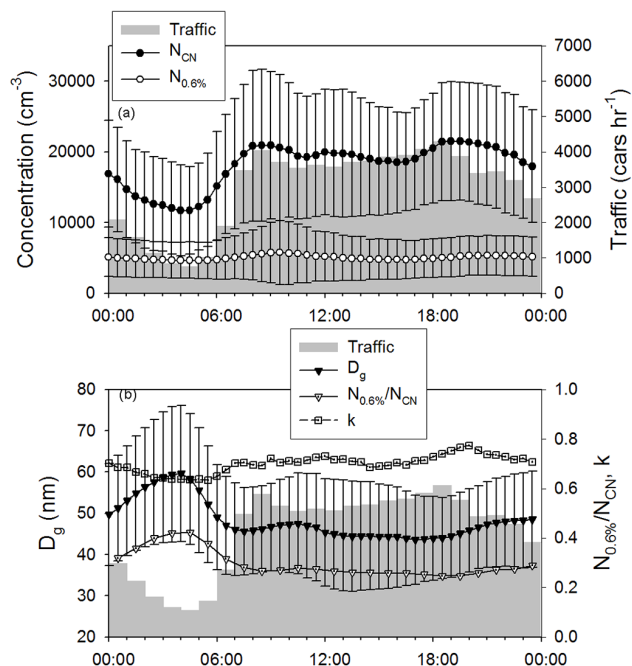 Traffic
N_CN
N_0.6%
(a)
Concentration (cm⁻³)
Traffic (cars hr⁻¹)
30000
20000
10000
0
7000
6000
5000
4000
3000
2000
1000
0
00:00 06:00 12:00 18:00 00:00
Traffic
D_g
N_0.6%/N_CN
k
(b)
D_g (nm)
N_0.6%/N_CN, k
80
70
60
50
40
30
20
1.0
0.8
0.6
0.4
0.2
0.0
00:00 06:00 12:00 18:00 00:00